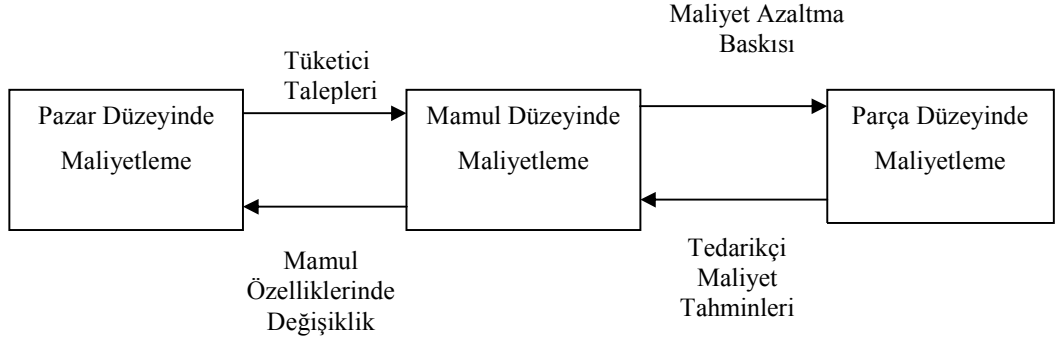 Maliyet Azaltma
Baskısı
Tüketici
Talepleri
Pazar Düzeyinde
Maliyetleme
Mamul Düzeyinde
Maliyetleme
Parça Düzeyinde
Maliyetleme
Mamul
Özelliklerinde
Değişiklik
Tedarikçi
Maliyet
Tahminleri